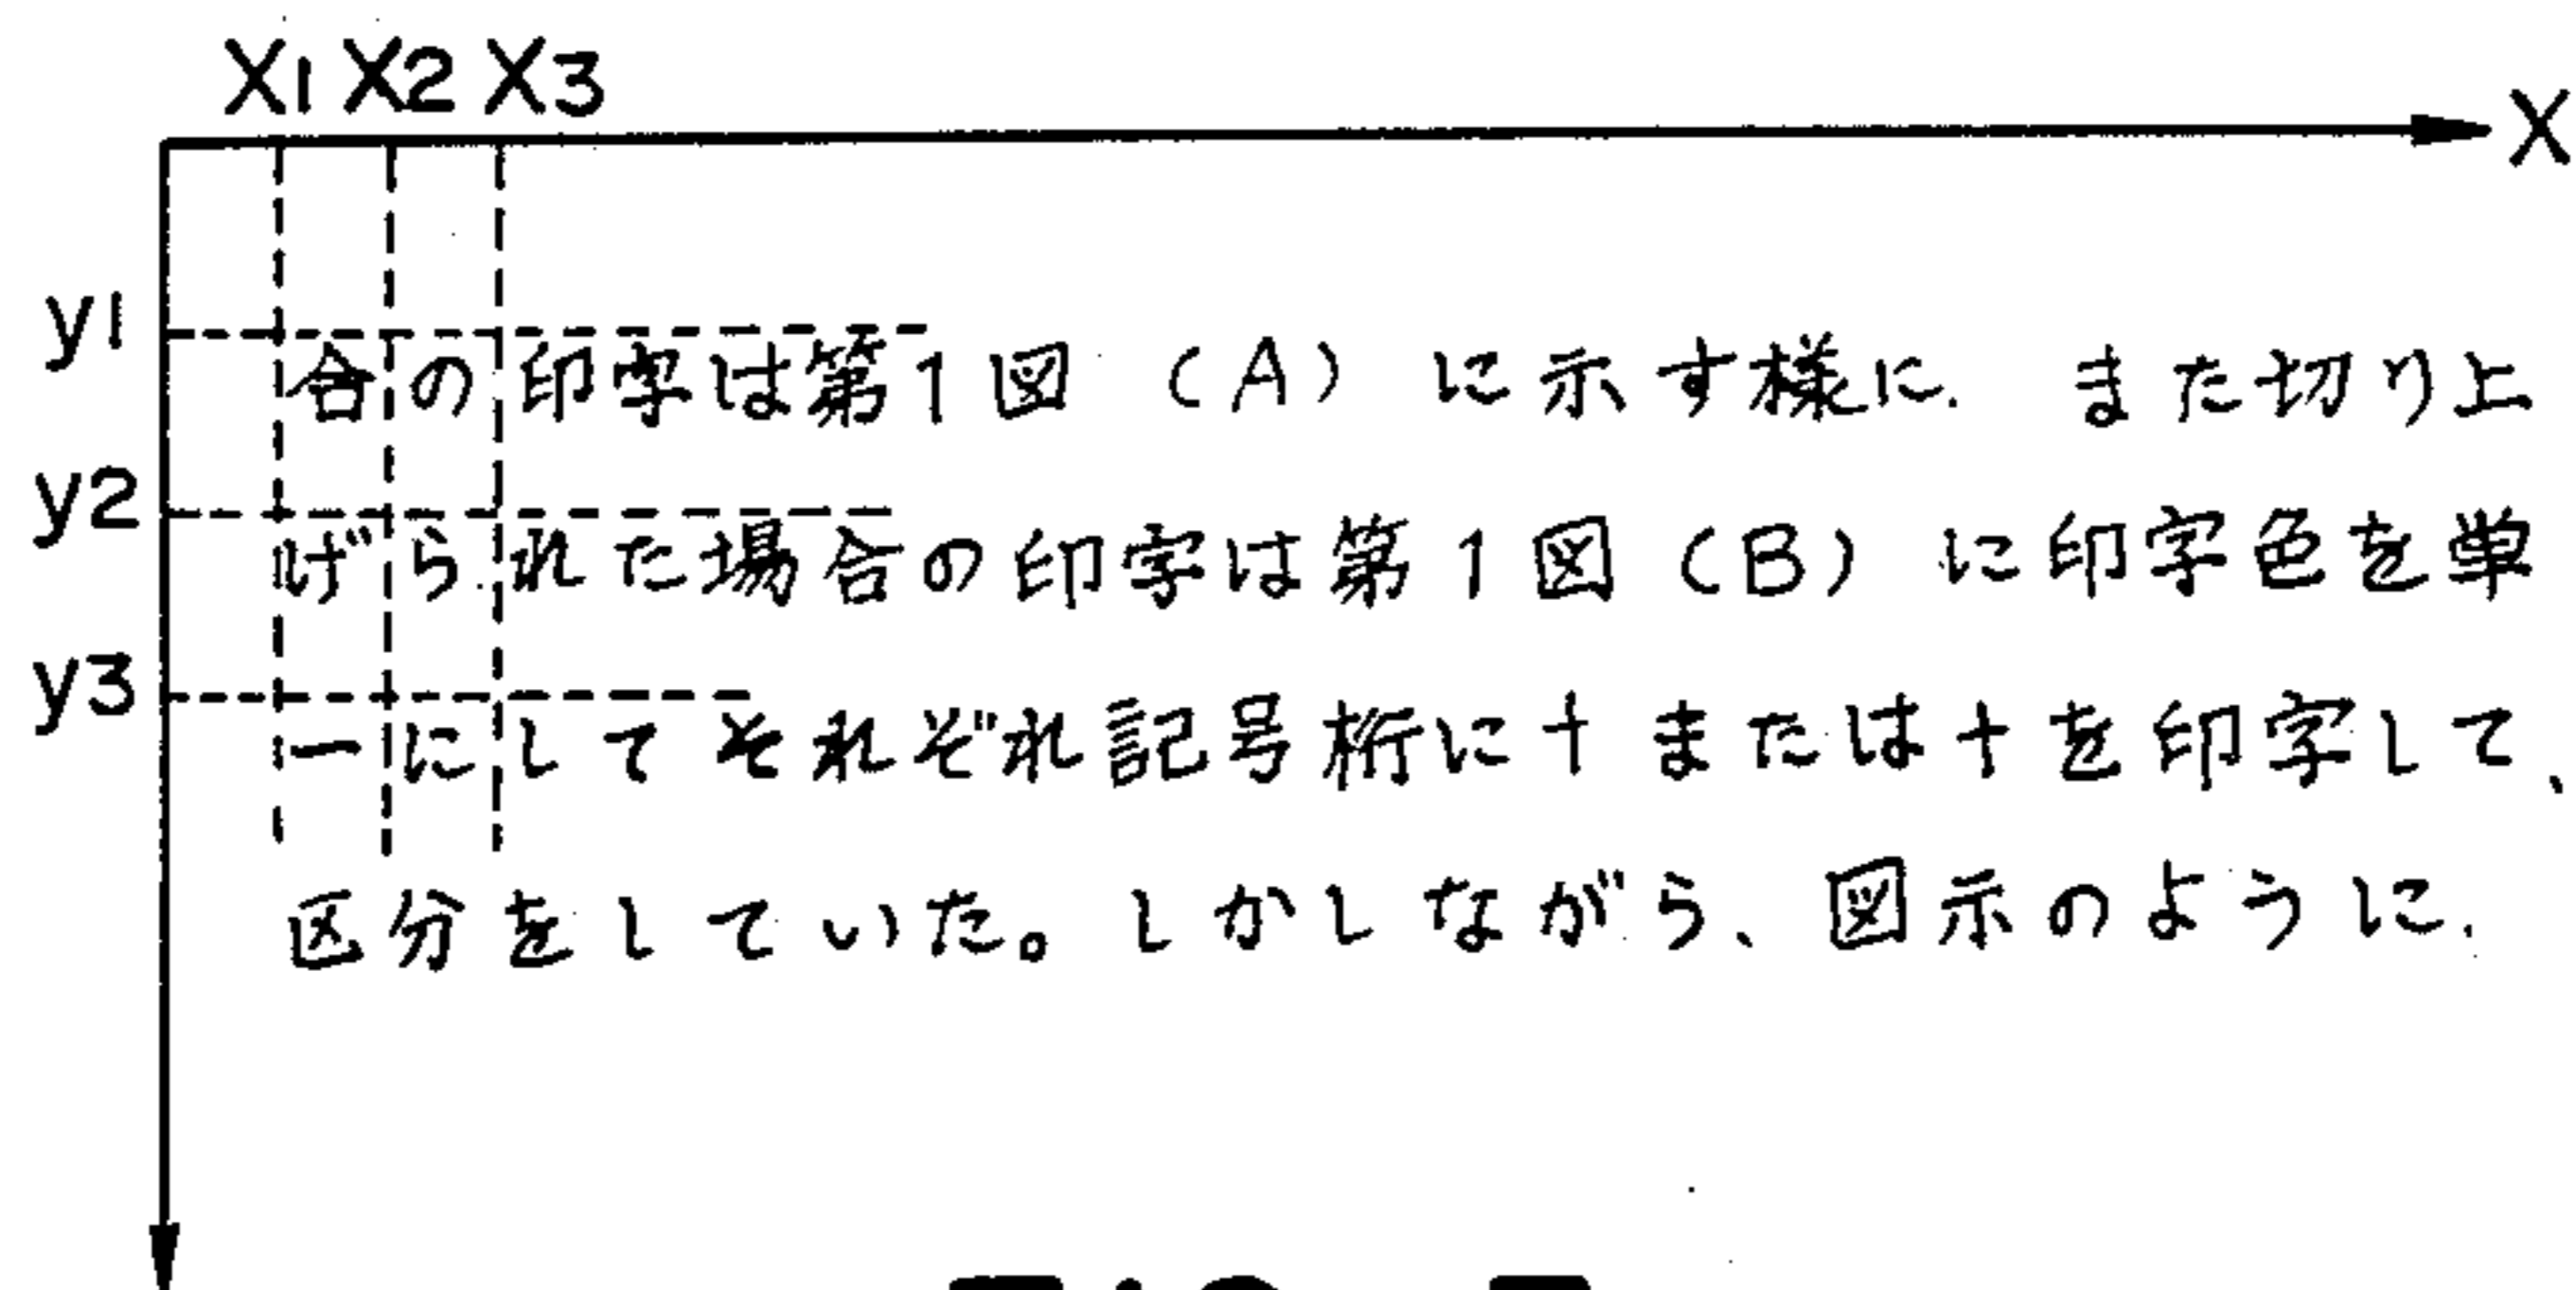 X1 X2 X3
X
y1
合の印字は第1図(A)に示す様に. また切り上
y2
げられた場合の印字は第1図(B)に印字色を単
y3
一にしてそれぞれ記号桁に十または十を印字して、
区分をしていた。しかしながら、図示のように.